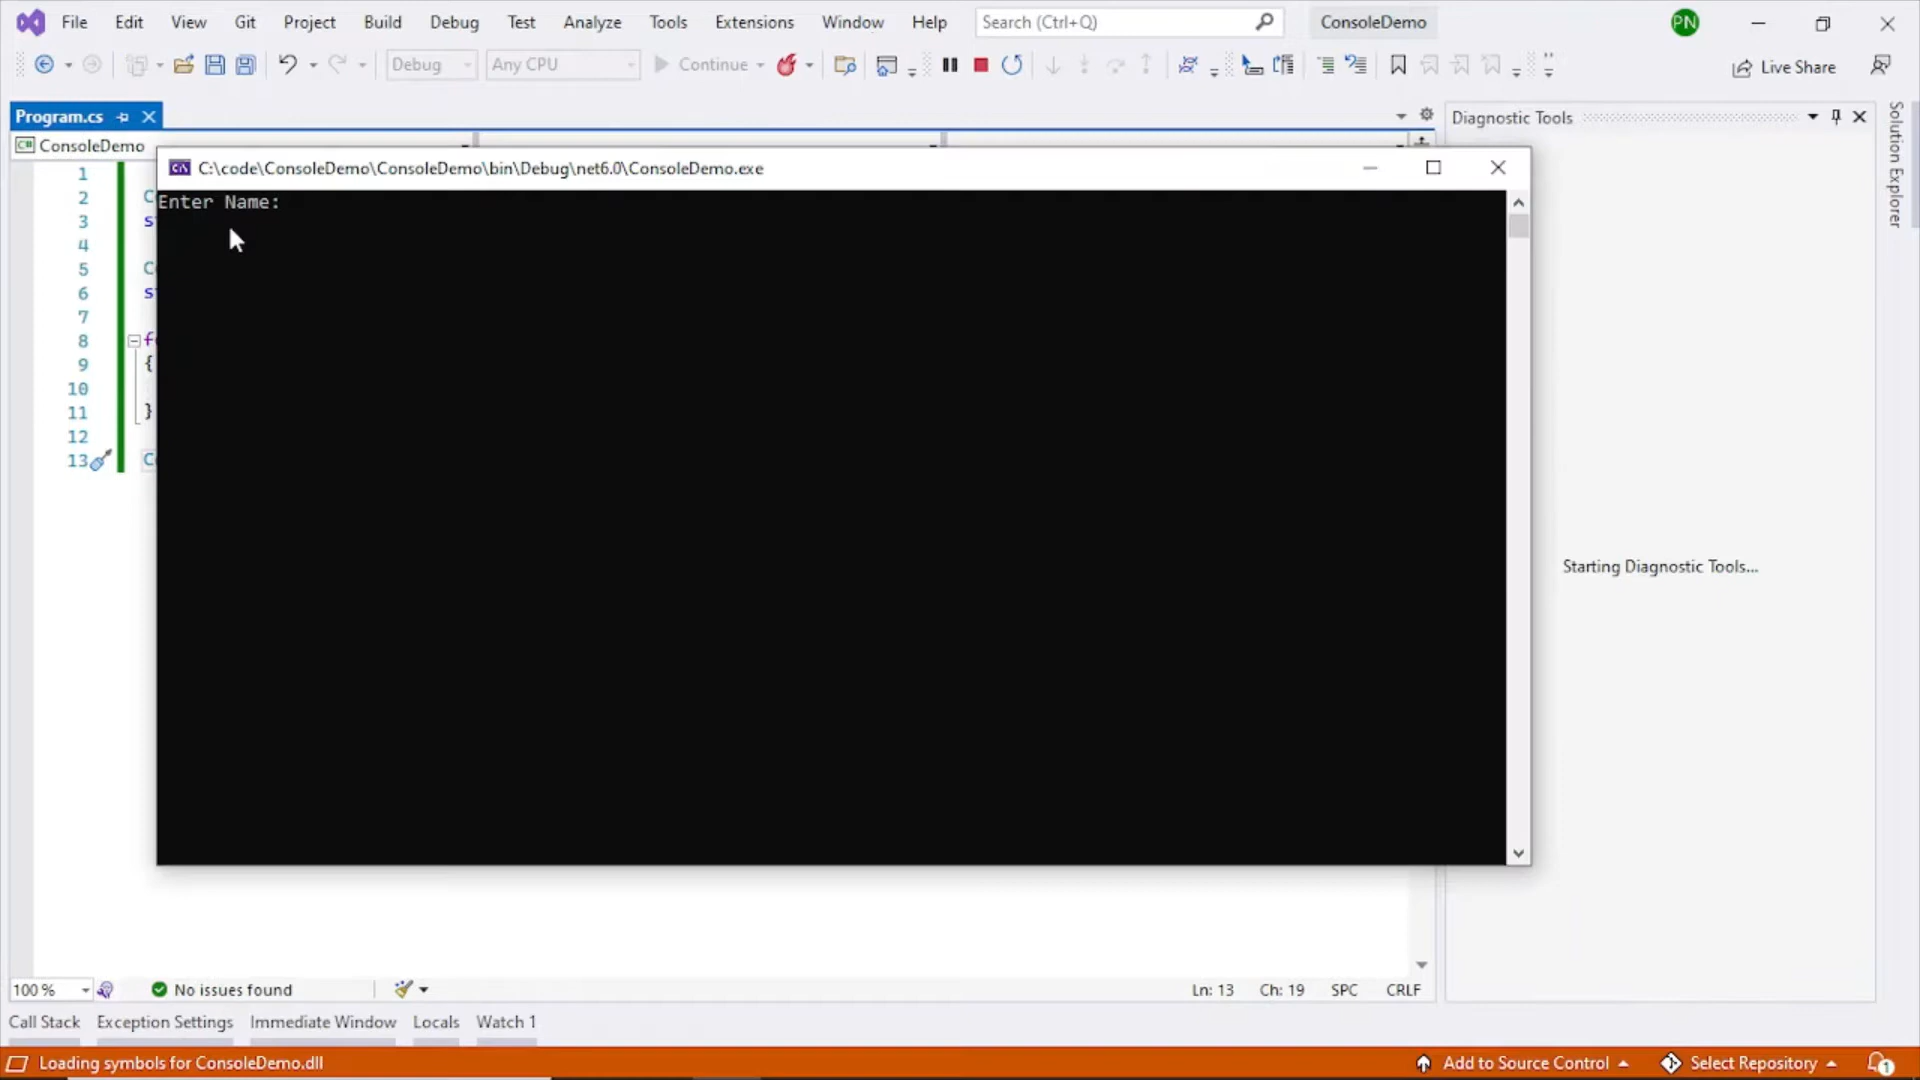 File Edit View Git Project Build Debug Test Analyze Tools Extensions Window Help Search (Ctrl+Q) ConsoleDemo PN
Debug Any CPU Continue Live Share
Program.cs
Diagnostic Tools
ConsoleDemo
C:\code\ConsoleDemo\ConsoleDemo\bin\Debug\net6.0\ConsoleDemo.exe
Enter Name:
1
2 C
3 s
4
5 C
6 s
7
8 f
9 {
10
11 }
12
13 C
Solution Explorer
Starting Diagnostic Tools...
100 % No issues found Ln: 13 Ch: 19 SPC CRLF
Call Stack Exception Settings Immediate Window Locals Watch 1
Loading symbols for ConsoleDemo.dll Add to Source Control Select Repository 1